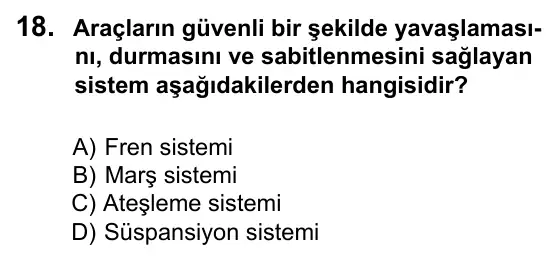 18. Araçların güvenli bir şekilde yavaşlaması-
nı, durmasını ve sabitlenmesini sağlayan
sistem aşağıdakilerden hangisidir?
A) Fren sistemi
B) Marş sistemi
C) Ateşleme sistemi
D) Süspansiyon sistemi